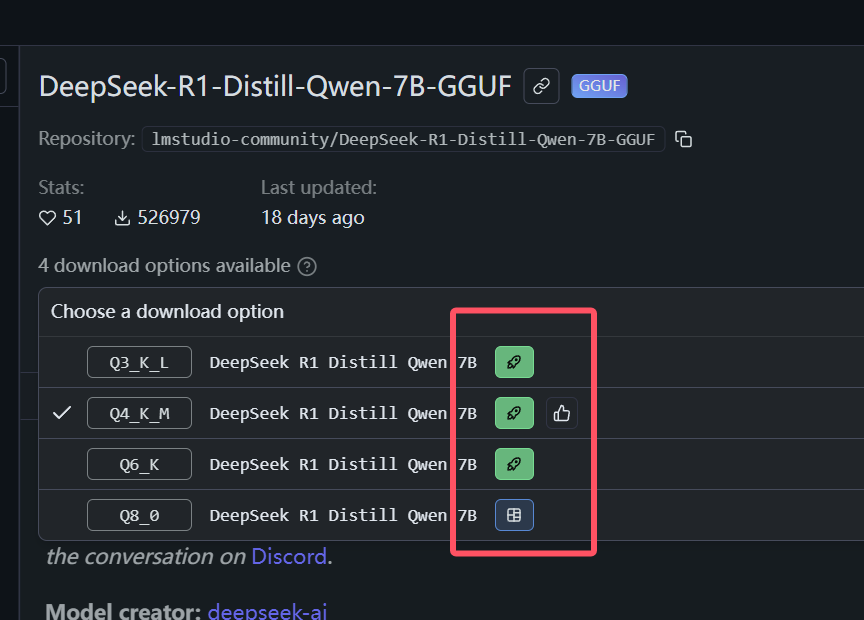 DeepSeek-R1-Distill-Qwen-7B-GGUF GGUF
Repository: lmstudio-community/DeepSeek-R1-Distill-Qwen-7B-GGUF
Stats: Last updated:
51 526979 18 days ago
4 download options available ?
Choose a download option
Q3_K_L DeepSeek R1 Distill Qwen 7B
Q4_K_M DeepSeek R1 Distill Qwen 7B
Q6_K DeepSeek R1 Distill Qwen 7B
Q8_0 DeepSeek R1 Distill Qwen 7B
the conversation on Discord.
Model creator: deepseek-ai